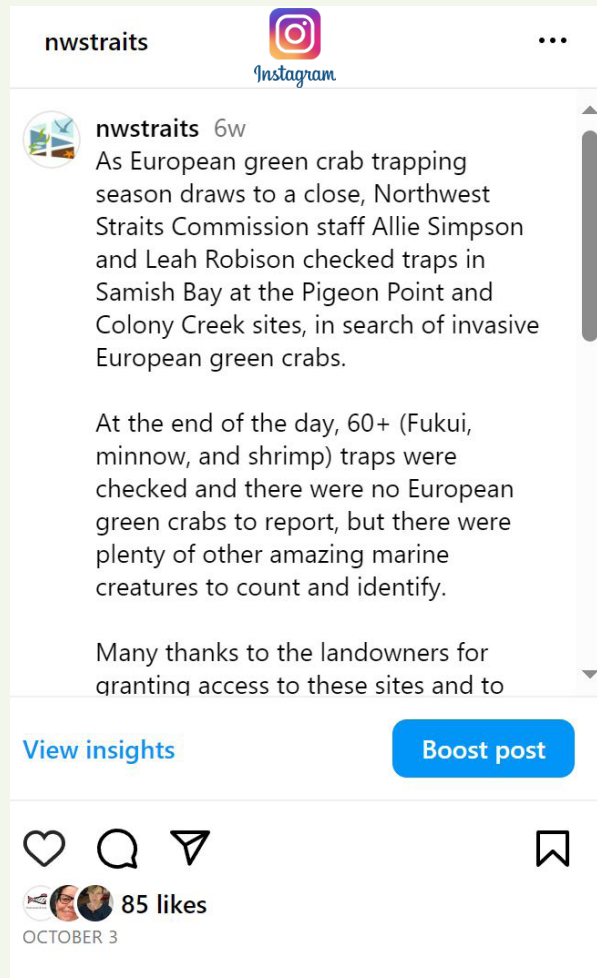 nwstraits
Instagram
nwstraits 6w
As European green crab trapping
season draws to a close, Northwest
Straits Commission staff Allie Simpson
and Leah Robison checked traps in
Samish Bay at the Pigeon Point and
Colony Creek sites, in search of invasive
European green crabs.
At the end of the day, 60+ (Fukui,
minnow, and shrimp) traps were
checked and there were no European
green crabs to report, but there were
plenty of other amazing marine
creatures to count and identify.
Many thanks to the landowners for
granting access to these sites and to
View insights
Boost post
85 likes
OCTOBER 3